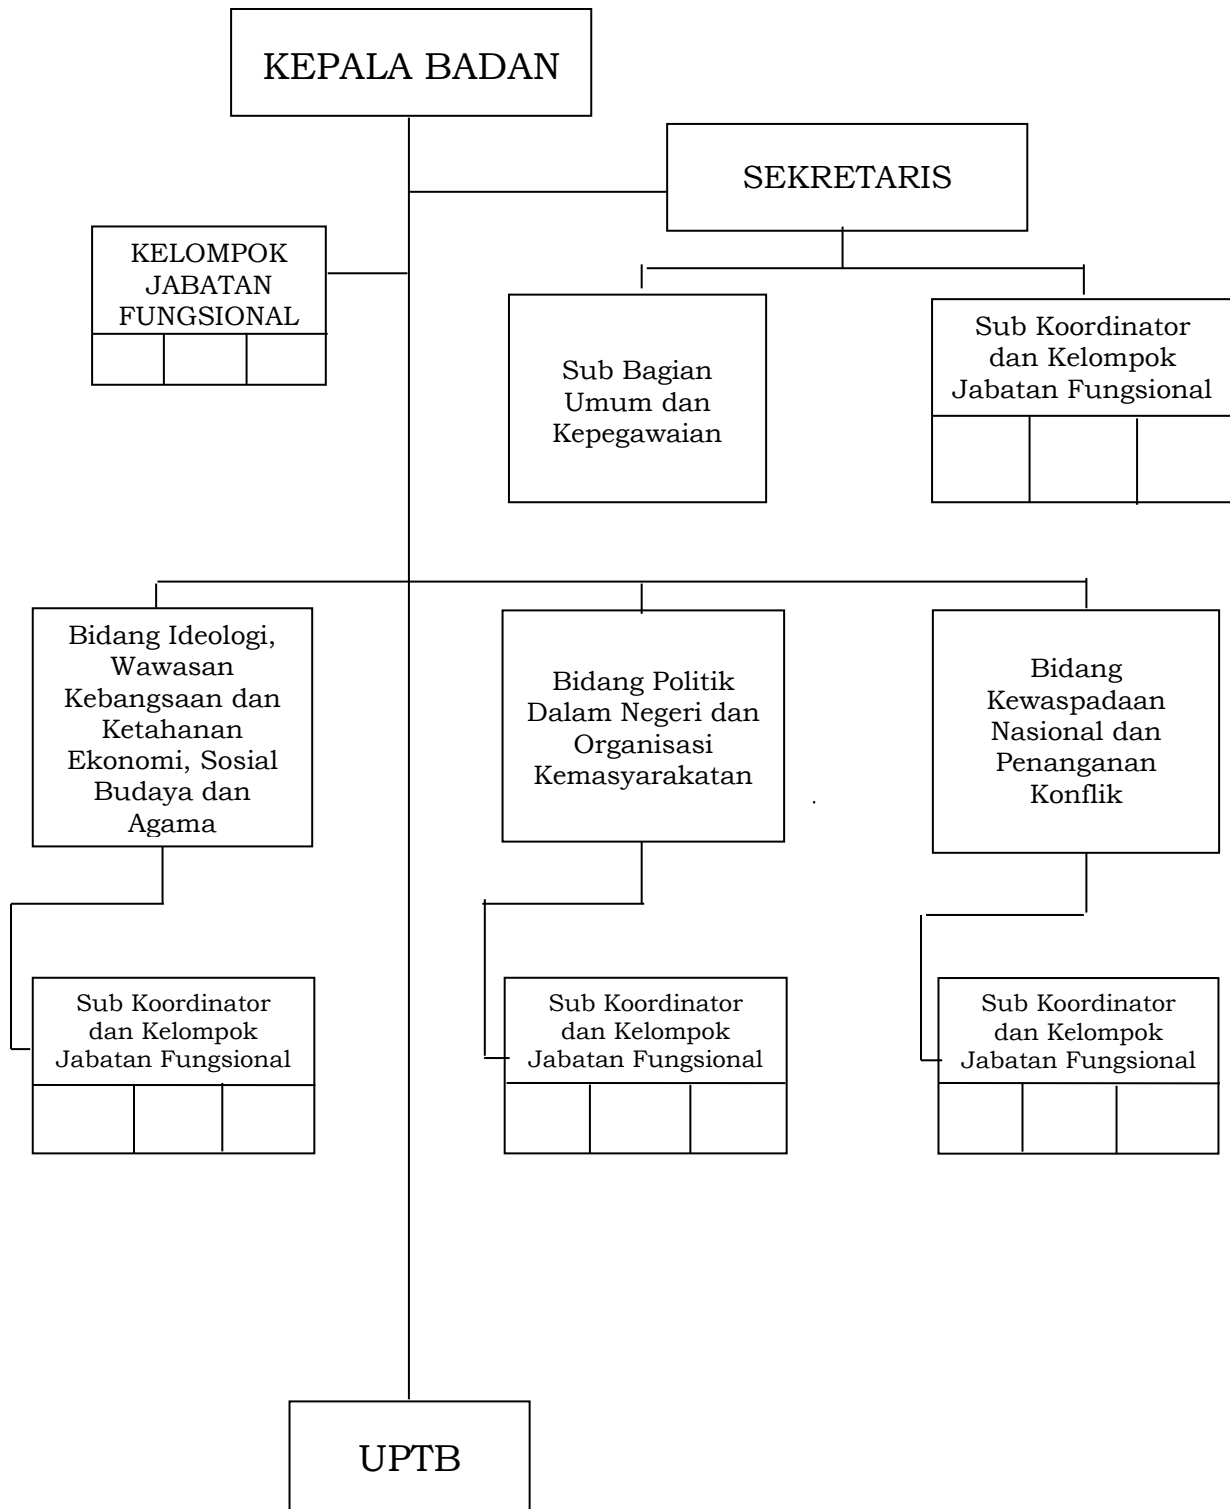 KEPALA BADAN
SEKRETARIS
KELOMPOK
JABATAN
FUNGSIONAL
Sub Bagian
Umum dan
Kepegawaian
Sub Koordinator
dan Kelompok
Jabatan Fungsional
Bidang Ideologi,
Wawasan
Kebangsaan dan
Ketahanan
Ekonomi, Sosial
Budaya dan
Agama
Bidang Politik
Dalam Negeri dan
Organisasi
Kemasyarakatan
Bidang
Kewaspadaan
Nasional dan
Penanganan
Konflik
Sub Koordinator
dan Kelompok
Jabatan Fungsional
Sub Koordinator
dan Kelompok
Jabatan Fungsional
Sub Koordinator
dan Kelompok
Jabatan Fungsional
UPTB